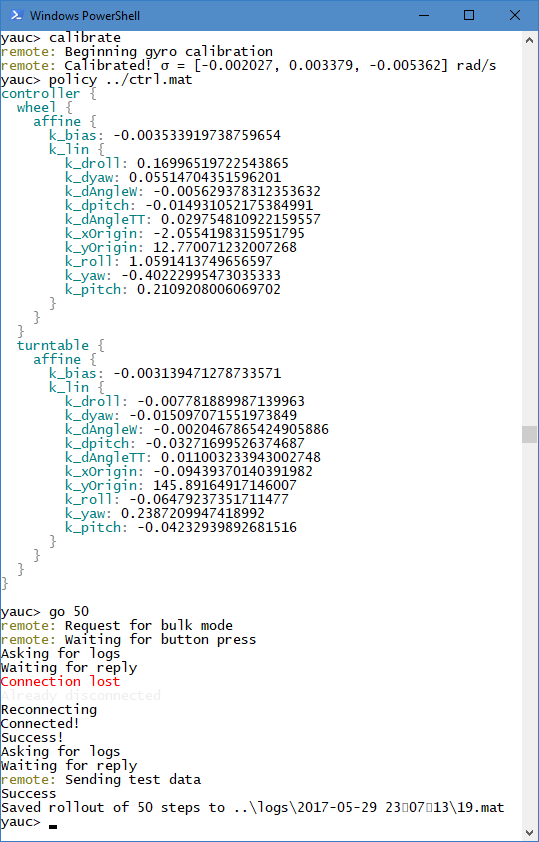 Windows PowerShell
yauc> calibrate
remote: Beginning gyro calibration
remote: Calibrated! σ = [-0.002027, 0.003379, -0.005362] rad/s
yauc> policy ../ctrl.mat
controller {
  wheel {
    affine {
      k_bias: -0.003533919738759654
      k_lin {
        k_droll: 0.16996519722543865
        k_dyaw: 0.05514704351596201
        k_dAngleW: -0.005629378312353632
        k_dpitch: -0.014931052175384991
        k_dAngleTT: 0.029754810922159557
        k_xOrigin: -2.0554198315951795
        k_yOrigin: 12.770071232007268
        k_roll: 1.0591413749656597
        k_yaw: -0.40222995473035333
        k_pitch: 0.2109208006069702
      }
    }
  }
  turntable {
    affine {
      k_bias: -0.003139471278733571
      k_lin {
        k_droll: -0.007781889987139963
        k_dyaw: -0.015097071551973849
        k_dAngleW: -0.0020467865424905886
        k_dpitch: -0.03271699526374687
        k_dAngleTT: 0.011003233943002748
        k_xOrigin: -0.09439370140391982
        k_yOrigin: 145.89164917146007
        k_roll: -0.06479237351711477
        k_yaw: 0.2387209947418992
        k_pitch: -0.04232939892681516
      }
    }
  }
}
yauc> go 50
remote: Request for bulk mode
remote: Waiting for button press
Asking for logs
Waiting for reply
Connection lost
Already disconnected
Reconnecting
Connected!
Success!
Asking for logs
Waiting for reply
remote: Sending test data
Success
Saved rollout of 50 steps to ..\logs\2017-05-29 23▯07▯13\19.mat
yauc>